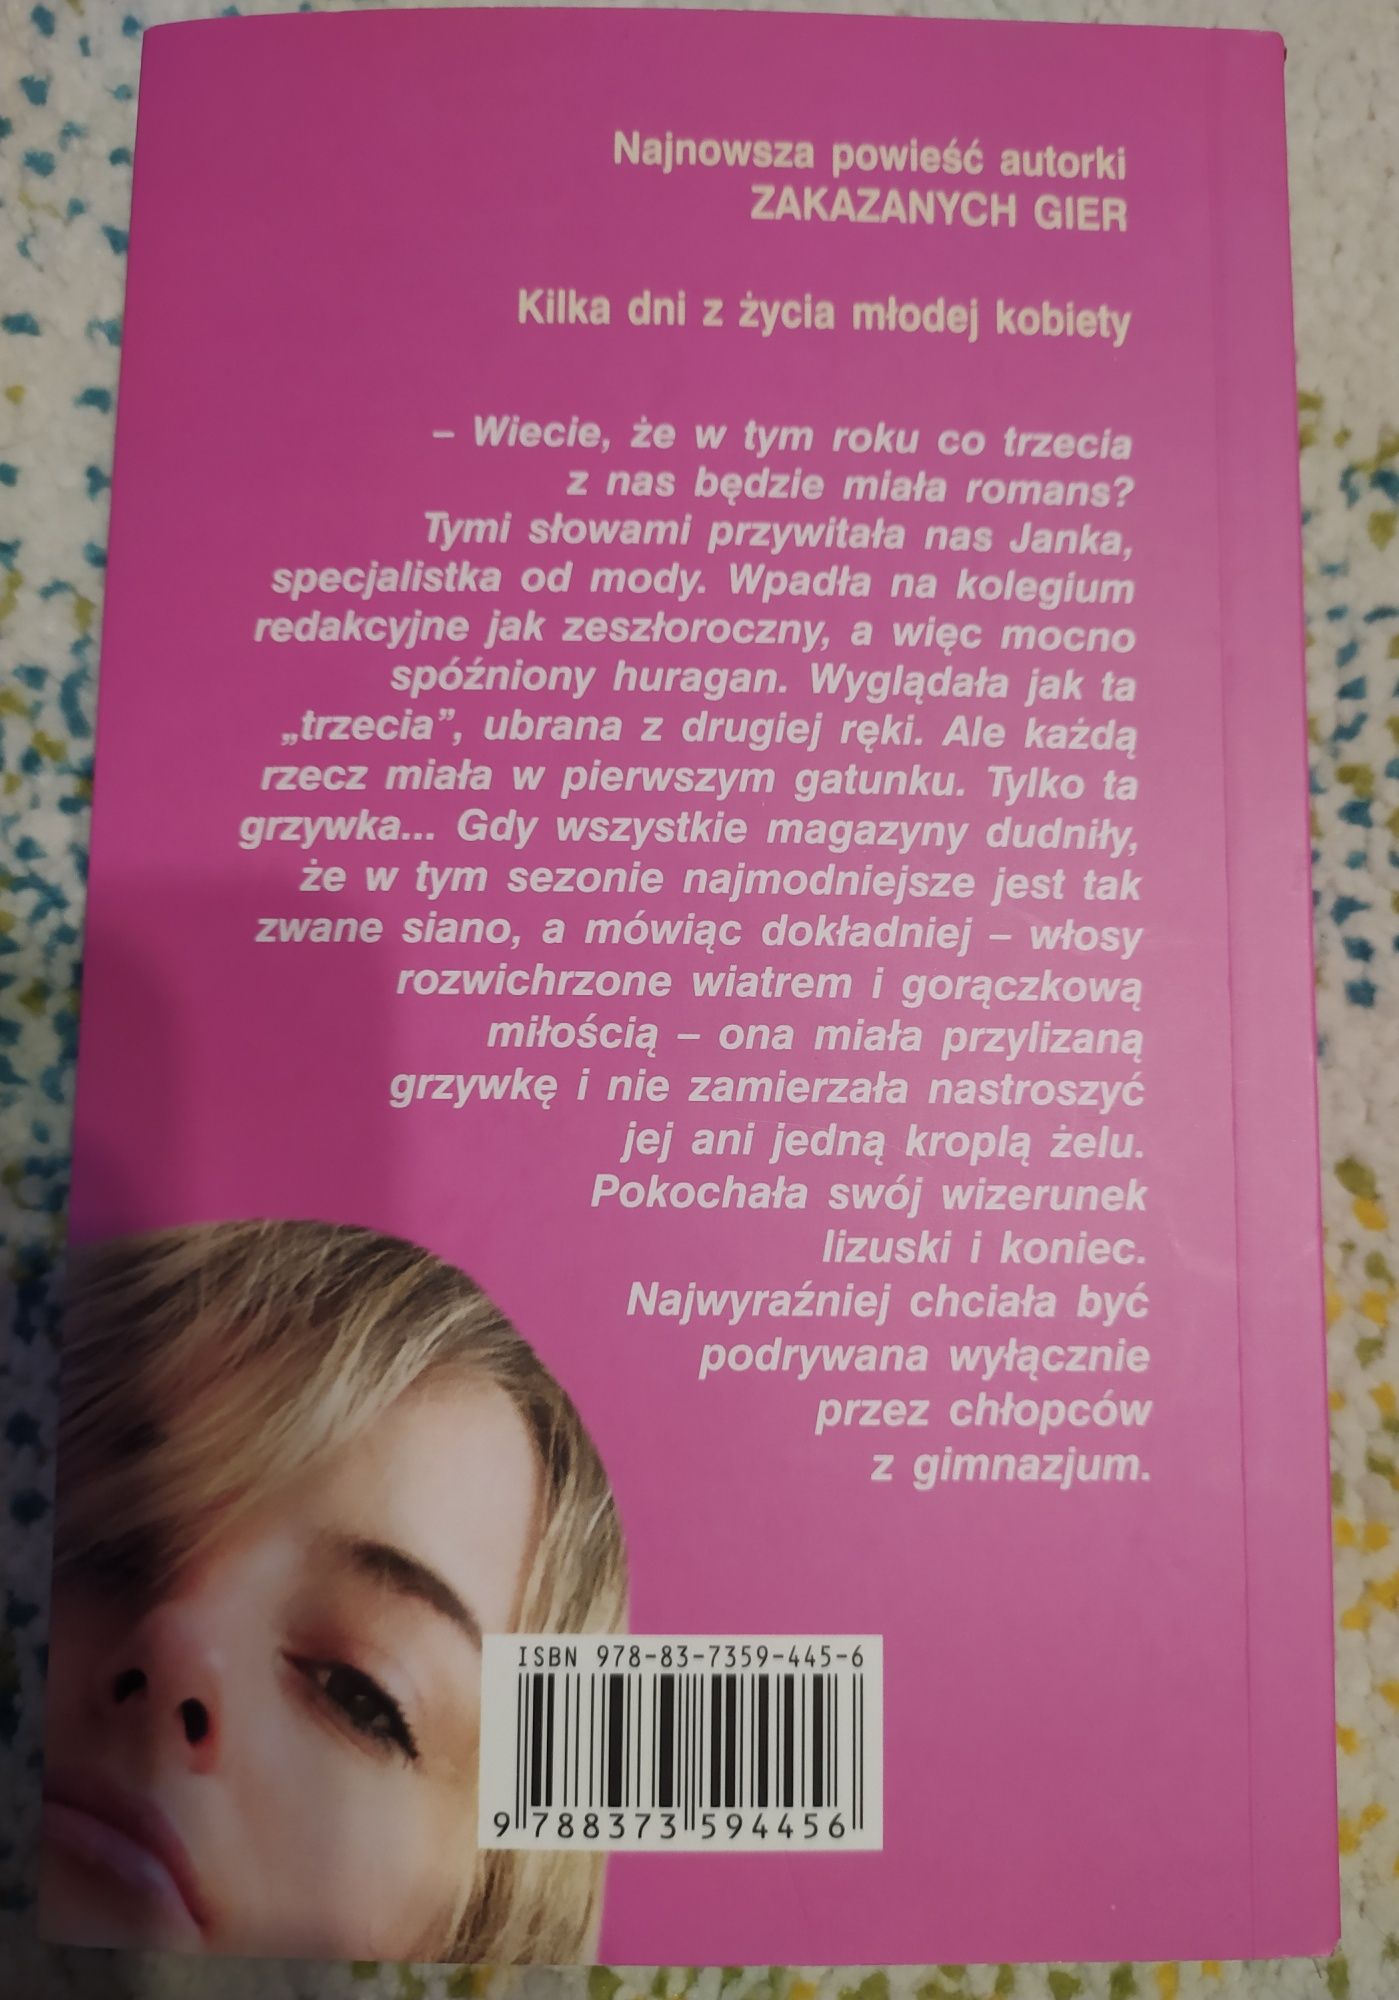 Najnowsza powieść autorki
ZAKAZANYCH GIER
Kilka dni z życia młodej kobiety
– Wiecie, że w tym roku co trzecia
z nas będzie miała romans?
Tymi słowami przywitała nas Janka,
specjalistka od mody. Wpadła na kolegium
redakcyjne jak zeszłoroczny, a więc mocno
spóźniony huragan. Wyglądała jak ta
„trzecia”, ubrana z drugiej ręki. Ale każdą
rzecz miała w pierwszym gatunku. Tylko ta
grzywka... Gdy wszystkie magazyny dudniły,
że w tym sezonie najmodniejsze jest tak
zwane siano, a mówiąc dokładniej – włosy
rozwichrzone wiatrem i gorączkową
miłością – ona miała przylizaną
grzywkę i nie zamierzała nastroszyć
jej ani jedną kroplą żelu.
Pokochała swój wizerunek
lizuski i koniec.
Najwyraźniej chciała być
podrywana wyłącznie
przez chłopców
z gimnazjum.
ISBN 978-83-7359-445-6
9 788373 594456